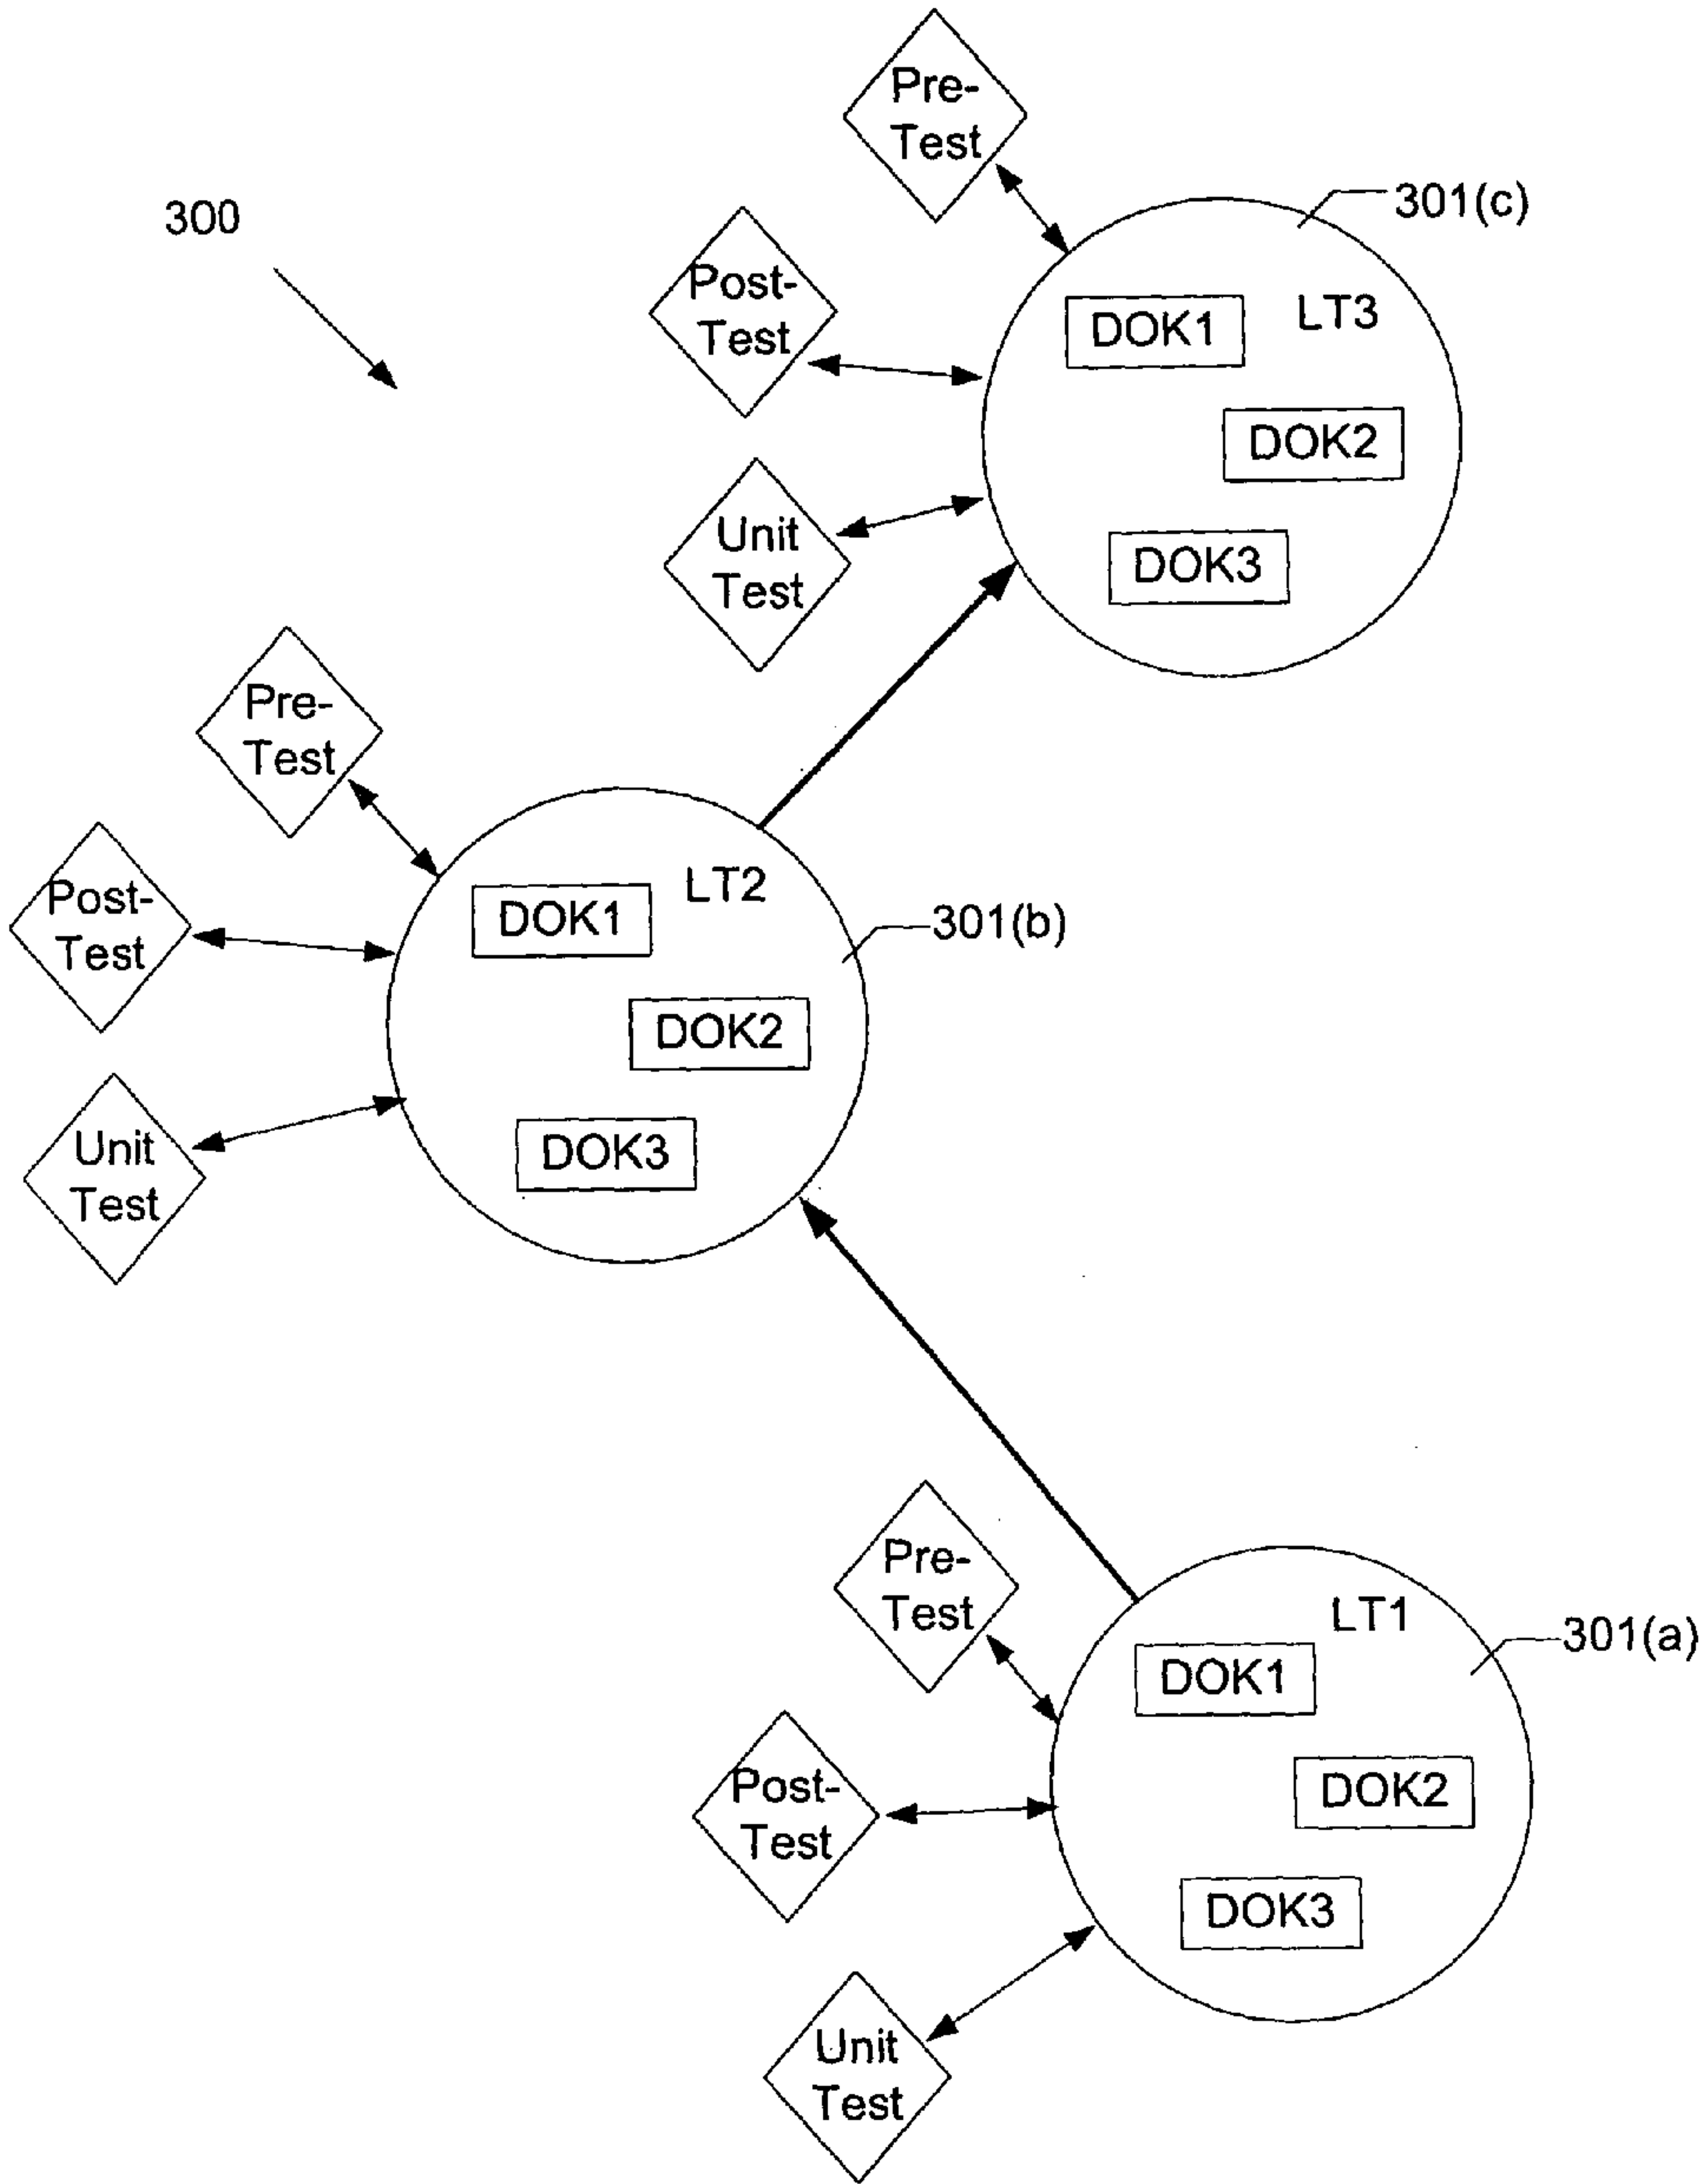 Pre-
Test
301(c)
300
Post-
Test
LT3
DOK1
DOK2
Unit
Test
DOK3
Pre-
Test
LT2
Post-
Test
DOK1
301(b)
DOK2
Unit
Test
DOK3
Pre-
Test
LT1
301(a)
DOK1
Post-
Test
DOK2
DOK3
Unit
Test